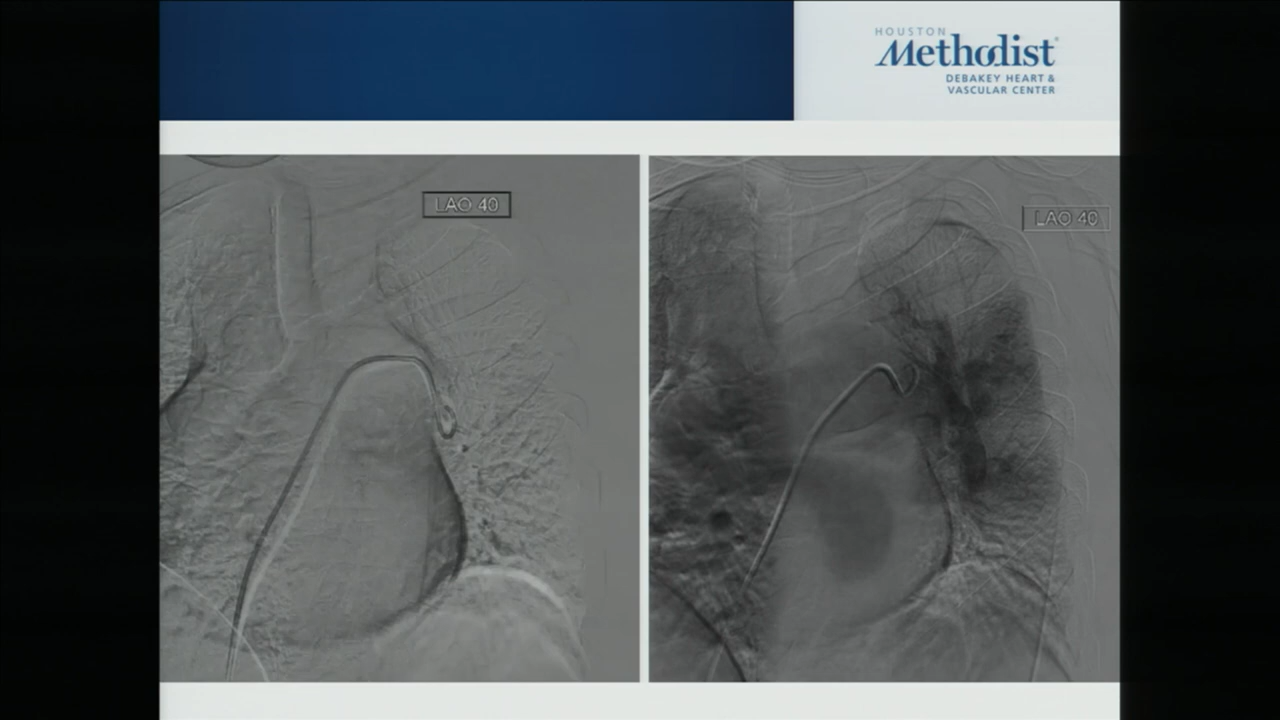 HOUSTON
Methodist®
DEBAKEY HEART &
VASCULAR CENTER
LAO 40
LAO 40